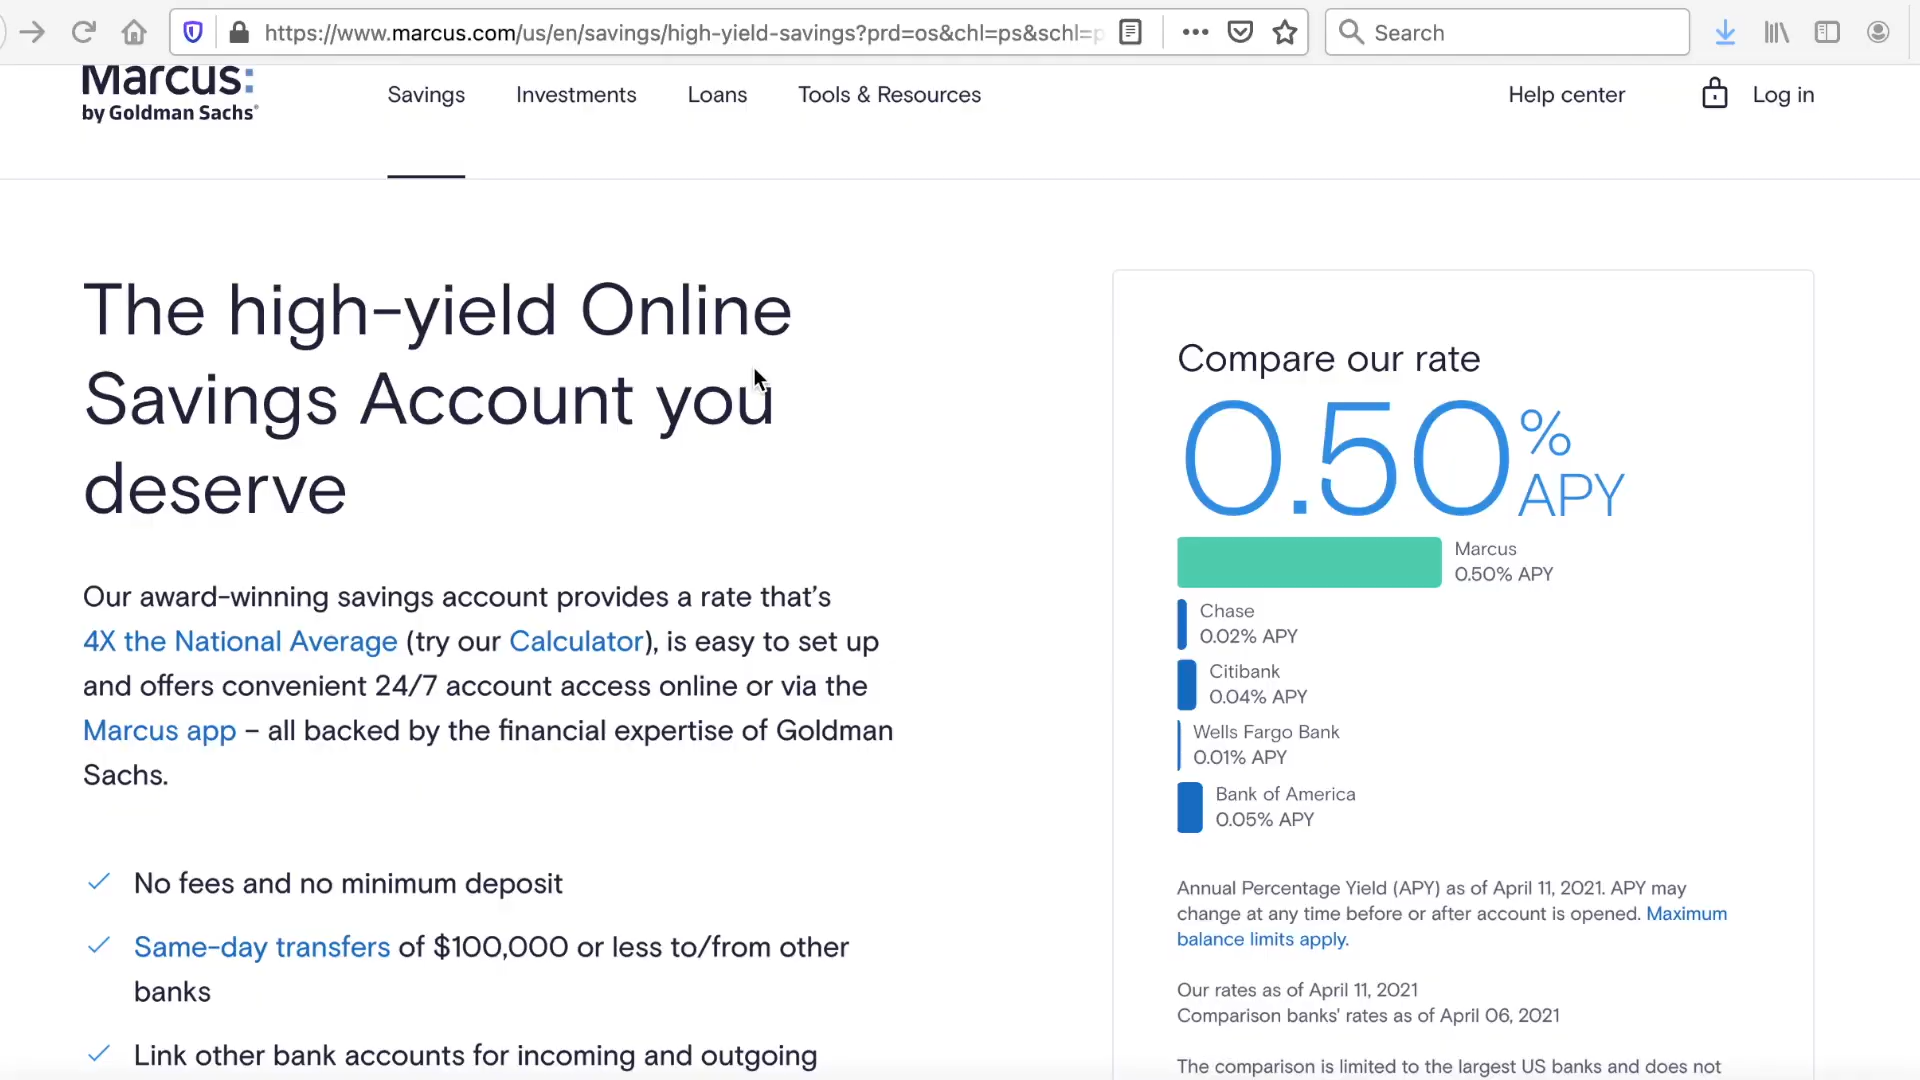 https://www.marcus.com/us/en/savings/high-yield-savings?prd=os&chl=ps&schl=p
Search
Marcus:
by Goldman Sachs®
Savings
Investments
Loans
Tools & Resources
Help center
Log in
The high-yield Online
Savings Account you
deserve
Our award-winning savings account provides a rate that's
4X the National Average (try our Calculator), is easy to set up
and offers convenient 24/7 account access online or via the
Marcus app – all backed by the financial expertise of Goldman
Sachs.
No fees and no minimum deposit
Same-day transfers of $100,000 or less to/from other
banks
Link other bank accounts for incoming and outgoing
Compare our rate
0.50% APY
Marcus
0.50% APY
Chase
0.02% APY
Citibank
0.04% APY
Wells Fargo Bank
0.01% APY
Bank of America
0.05% APY
Annual Percentage Yield (APY) as of April 11, 2021. APY may
change at any time before or after account is opened. Maximum
balance limits apply.
Our rates as of April 11, 2021
Comparison banks' rates as of April 06, 2021
The comparison is limited to the largest US banks and does not